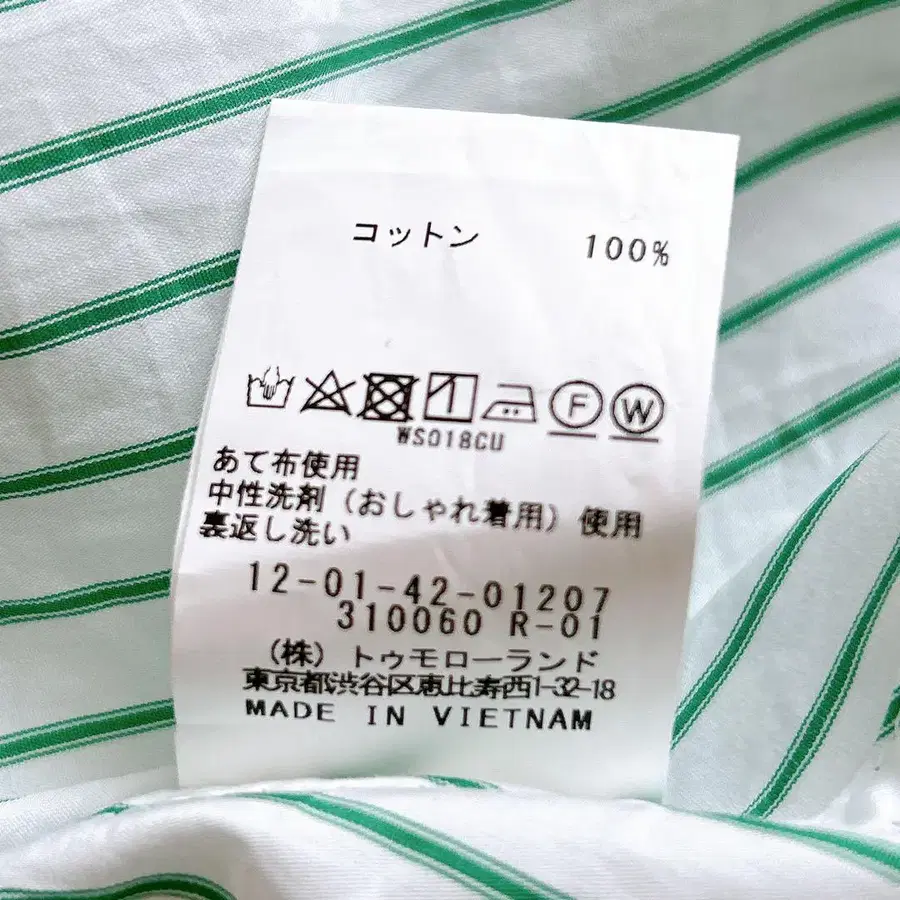 コットン 100%
F W
WS018CU
あて布使用
中性洗剤（おしゃれ着用）使用
裏返し洗い
12-01-42-01207
310060 R-01
（株）トゥモローランド
東京都渋谷区恵比寿西1-32-18
MADE IN VIETNAM